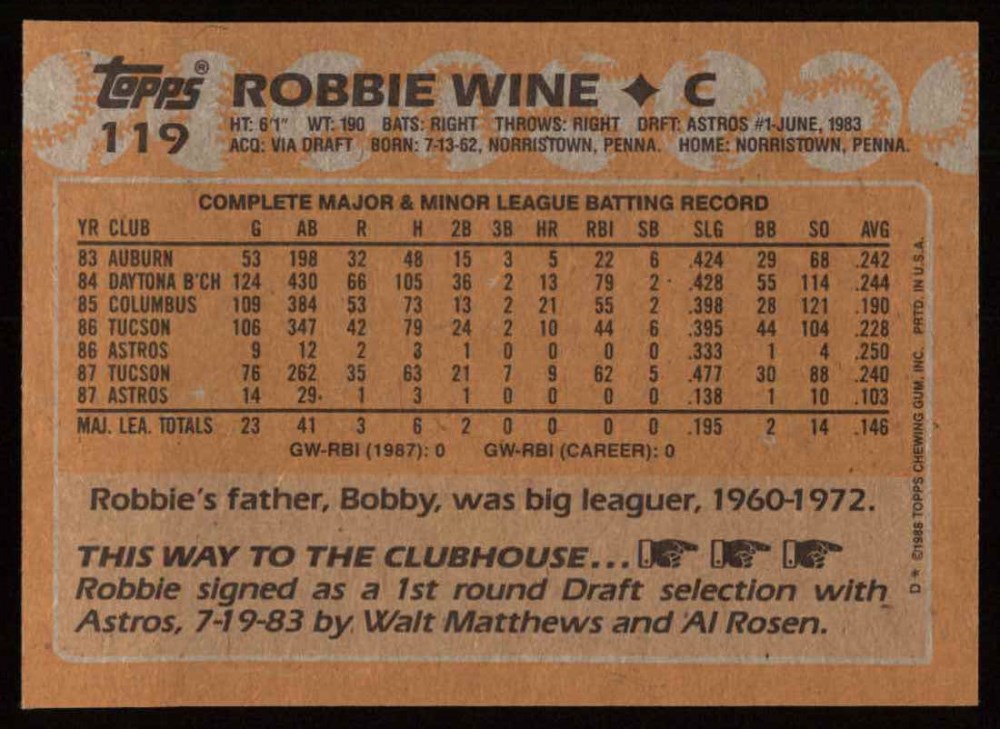 topps® ROBBIE WINE ♦ C
119
HT: 6'1" WT: 190 BATS: RIGHT THROWS: RIGHT DRFT: ASTROS #1-JUNE, 1983
ACQ: VIA DRAFT BORN: 7-13-62, NORRISTOWN, PENNA. HOME: NORRISTOWN, PENNA.
COMPLETE MAJOR & MINOR LEAGUE BATTING RECORD
YR CLUB G AB R H 2B 3B HR RBI SB SLG BB SO AVG
83 AUBURN 53 198 32 48 15 3 5 22 6 .424 29 68 .242
84 DAYTONA B'CH 124 430 66 105 36 2 13 79 2 .428 55 114 .244
85 COLUMBUS 109 384 53 73 13 2 21 55 2 .398 28 121 .190
86 TUCSON 106 347 42 79 24 2 10 44 6 .395 44 104 .228
86 ASTROS 9 12 2 3 1 0 0 0 0 .333 1 4 .250
87 TUCSON 76 262 35 63 21 7 9 62 5 .477 30 88 .240
87 ASTROS 14 29 1 3 1 0 0 0 0 .138 1 10 .103
MAJ. LEA. TOTALS 23 41 3 6 2 0 0 0 0 .195 2 14 .146
GW-RBI (1987): 0 GW-RBI (CAREER): 0
Robbie's father, Bobby, was big leaguer, 1960-1972.
THIS WAY TO THE CLUBHOUSE...
Robbie signed as a 1st round Draft selection with
Astros, 7-19-83 by Walt Matthews and Al Rosen.
D* ©1988 TOPPS CHEWING GUM, INC. PRTD. IN U.S.A.